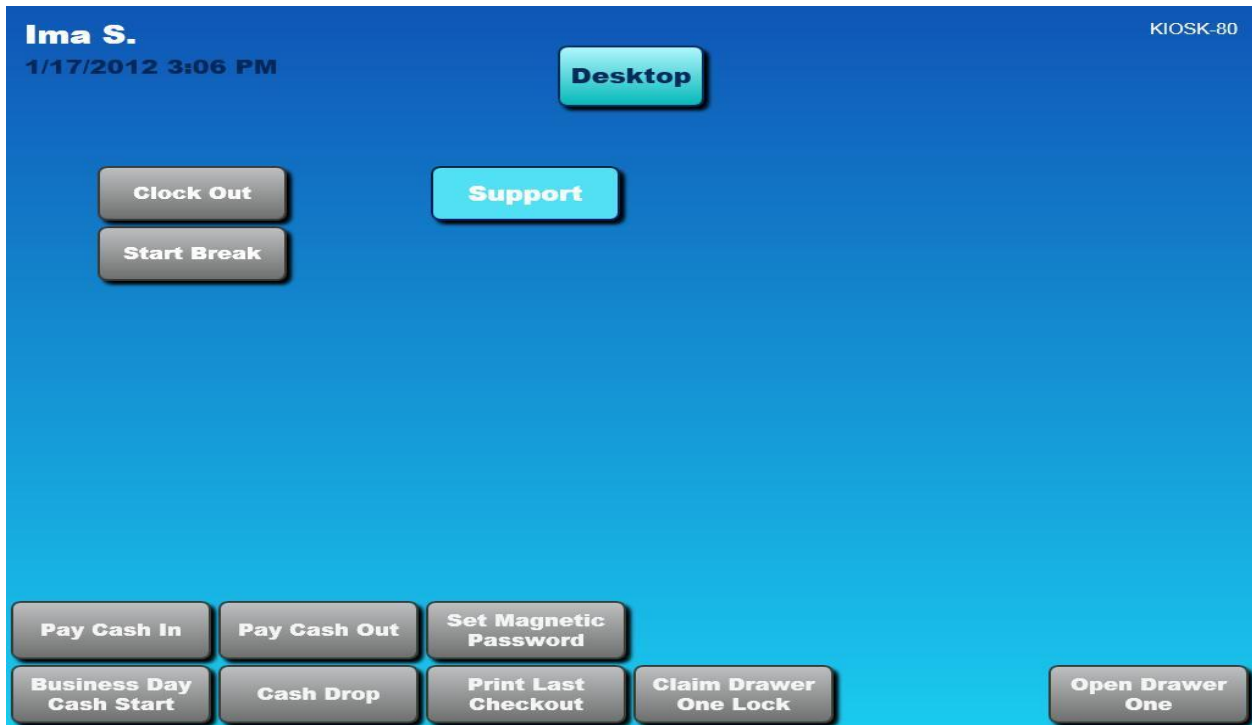 Ima S.
KIOSK-80
1/17/2012 3:06 PM
Desktop
Clock Out
Support
Start Break
Pay Cash In
Pay Cash Out
Set Magnetic
Password
Business Day
Cash Start
Cash Drop
Print Last
Checkout
Claim Drawer
One Lock
Open Drawer
One